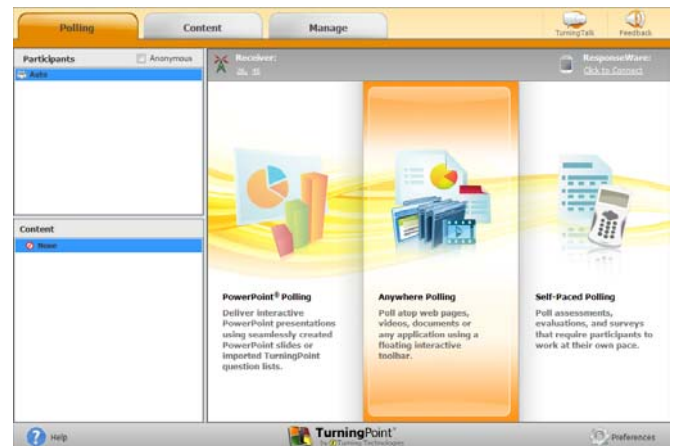 Polling
Content
Manage
TurningTalk
Feedback
Participants
Anonymous
Auto
Receiver:
ResponseWare:
Click to Connect
Content
None
PowerPoint® Polling
Deliver interactive
PowerPoint presentations
using seamlessly created
PowerPoint slides or
imported TurningPoint
question lists.
Anywhere Polling
Poll atop web pages,
videos, documents or
any application using a
floating interactive
toolbar.
Self-Paced Polling
Poll assessments,
evaluations, and surveys
that require participants to
work at their own pace.
Help
TurningPoint®
by Turning Technologies
Preferences